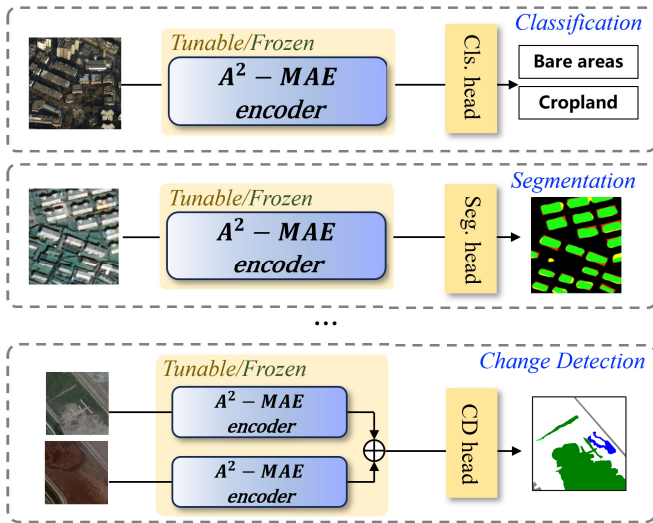 Classification
Tunable/Frozen
A² − MAE
encoder
Cls. head
Bare areas
Cropland
Segmentation
Tunable/Frozen
A² − MAE
encoder
Seg. head
...
Change Detection
Tunable/Frozen
A² − MAE
encoder
A² − MAE
encoder
CD head